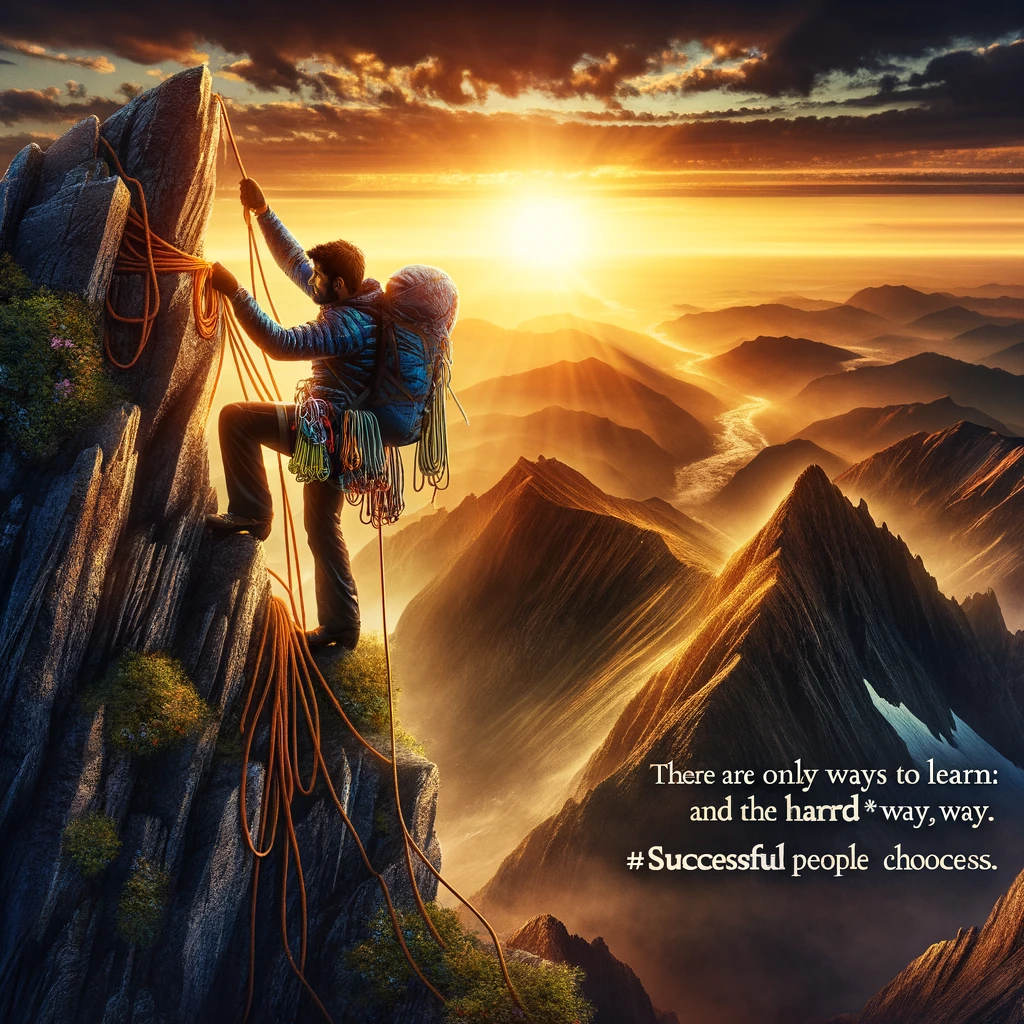 There are only ways to learn:
and the harrd *way, way.
#Successful people choocess.